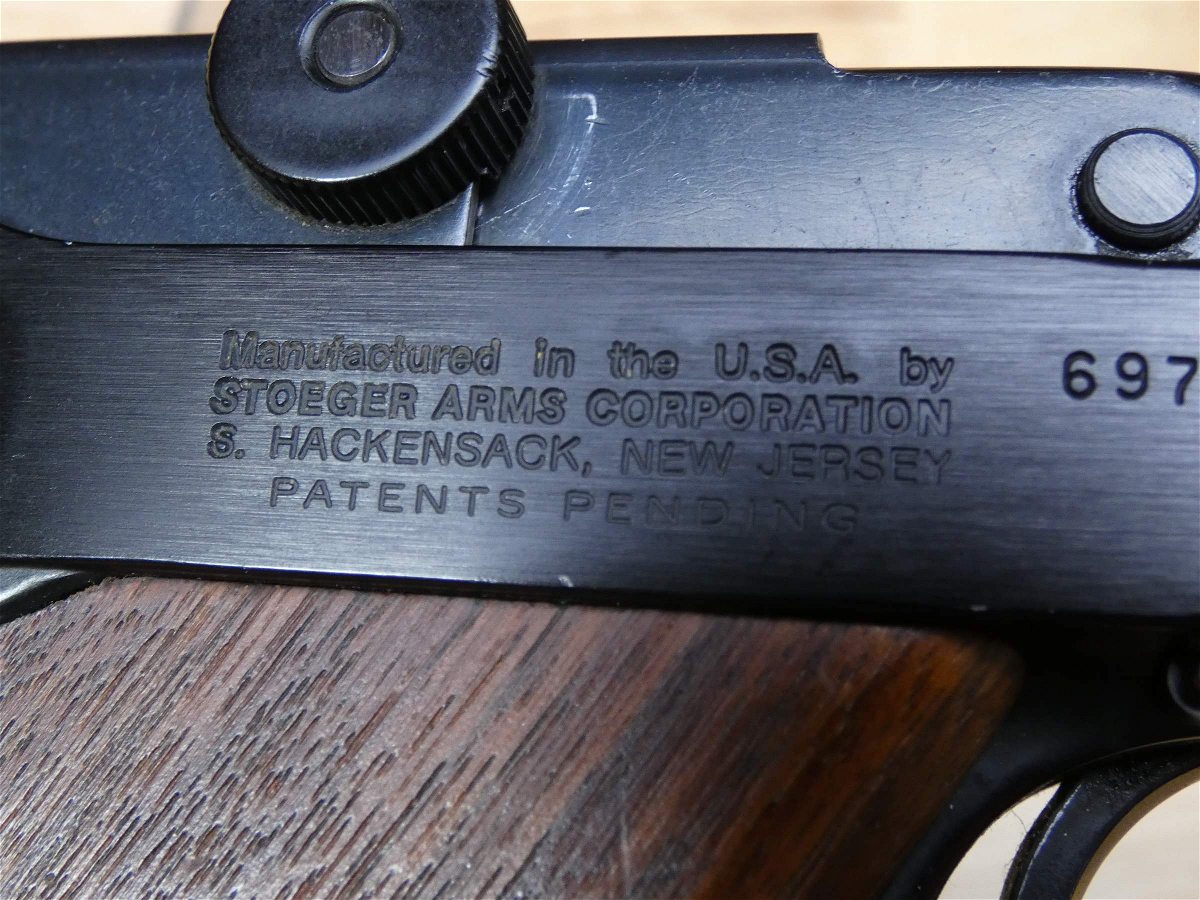 Manufactured in the U.S.A. by
STOEGER ARMS CORPORATION
S. HACKENSACK, NEW JERSEY
PATENTS PENDING
697